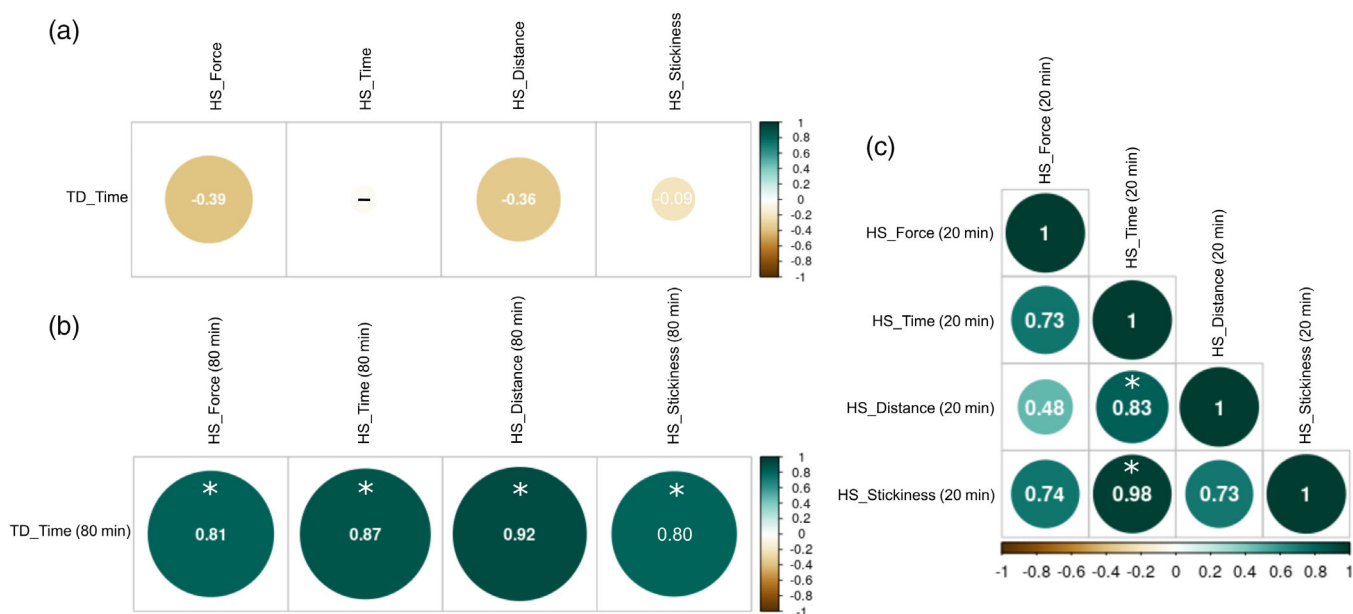 (a)
HS_Force
HS_Time
HS_Distance
HS_Stickiness
TD_Time
-0.39
–
-0.36
-0.09
1
0.8
0.6
0.4
0.2
0
-0.2
-0.4
-0.6
-0.8
-1
(b)
HS_Force (80 min)
HS_Time (80 min)
HS_Distance (80 min)
HS_Stickiness (80 min)
TD_Time (80 min)
*
0.81
*
0.87
*
0.92
*
0.80
1
0.8
0.6
0.4
0.2
0
-0.2
-0.4
-0.6
-0.8
-1
(c)
HS_Force (20 min)
HS_Time (20 min)
HS_Distance (20 min)
HS_Stickiness (20 min)
HS_Force (20 min)
1
HS_Time (20 min)
0.73
1
HS_Distance (20 min)
0.48
*
0.83
1
HS_Stickiness (20 min)
0.74
*
0.98
0.73
1
-1 -0.8 -0.6 -0.4 -0.2 0 0.2 0.4 0.6 0.8 1